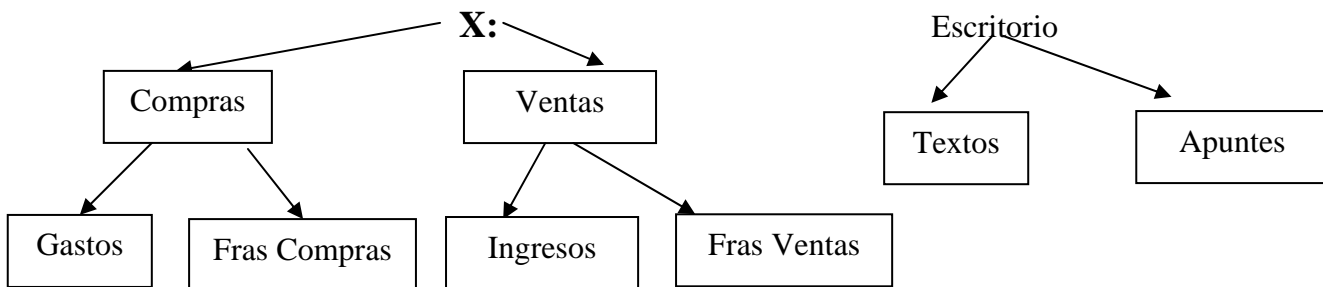 X:
Escritorio
Compras
Ventas
Textos
Apuntes
Gastos
Fras Compras
Ingresos
Fras Ventas